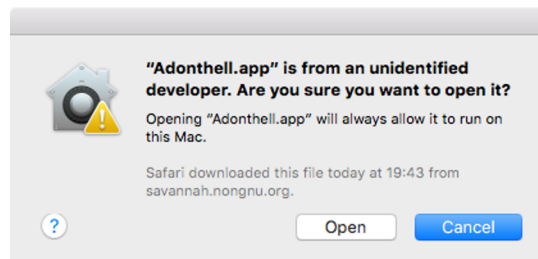 “Adonthell.app” is from an unidentified
developer. Are you sure you want to open it?
Opening “Adonthell.app” will always allow it to run on
this Mac.
Safari downloaded this file today at 19:43 from
savannah.nongnu.org.
?
Open
Cancel